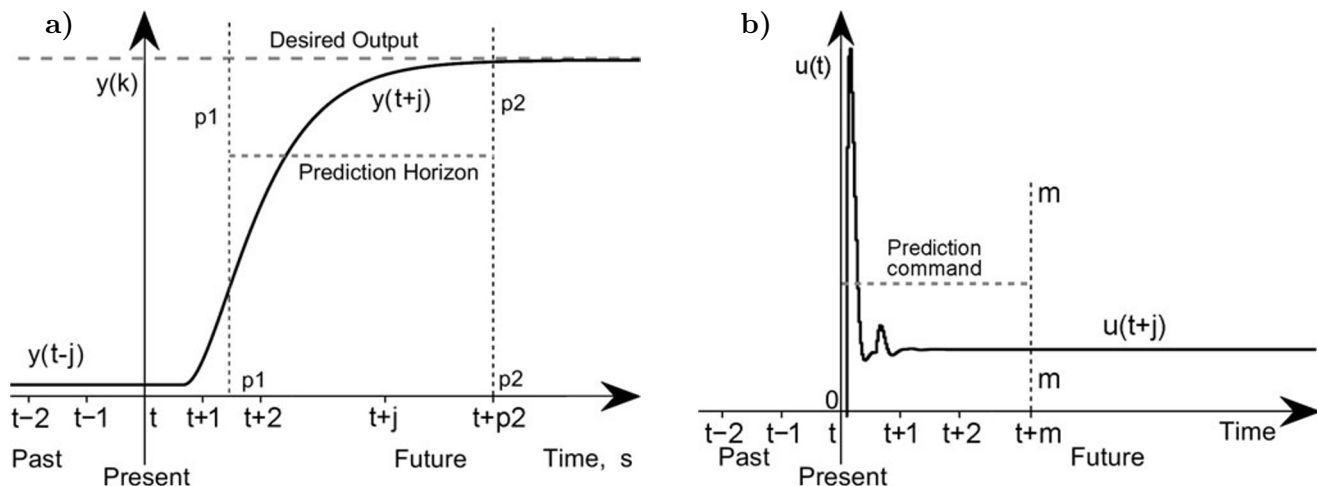 a)
Desired Output
y(k)
p1
y(t+j)
p2
Prediction Horizon
y(t-j)
p1
p2
t−2 t−1 t t+1 t+2 t+j t+p2
Past Future Time, s
Present
b)
u(t)
m
Prediction
command
u(t+j)
m
0
t−2 t−1 t t+1 t+2 t+m Time
Past Future
Present